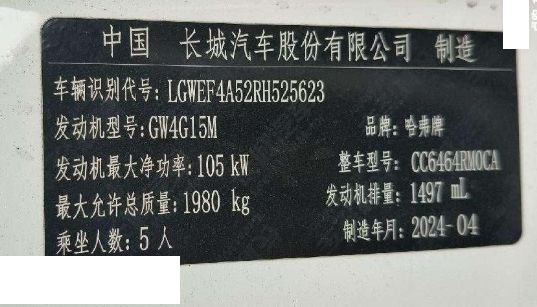 中国 长城汽车股份有限公司 制造
车辆识别代号: LGWEF4A52RH525623
发动机型号: GW4G15M 品牌: 哈弗牌
发动机最大净功率: 105 kW 整车型号: CC6464RM0CA
最大允许总质量: 1980 kg 发动机排量: 1497 mL
乘坐人数: 5 人 制造年月: 2024-04